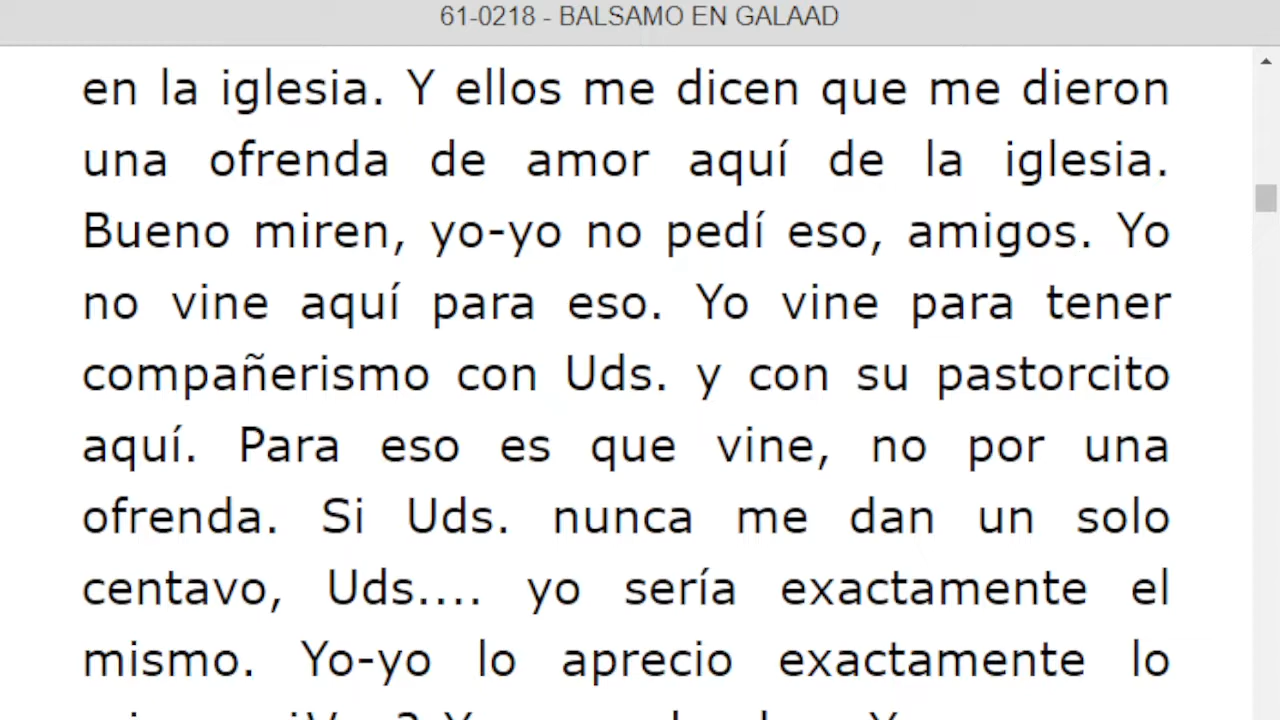 61-0218 - BALSAMO EN GALAAD
en la iglesia. Y ellos me dicen que me dieron
una ofrenda de amor aquí de la iglesia.
Bueno miren, yo-yo no pedí eso, amigos. Yo
no vine aquí para eso. Yo vine para tener
compañerismo con Uds. y con su pastorcito
aquí. Para eso es que vine, no por una
ofrenda. Si Uds. nunca me dan un solo
centavo, Uds.... yo sería exactamente el
mismo. Yo-yo lo aprecio exactamente lo